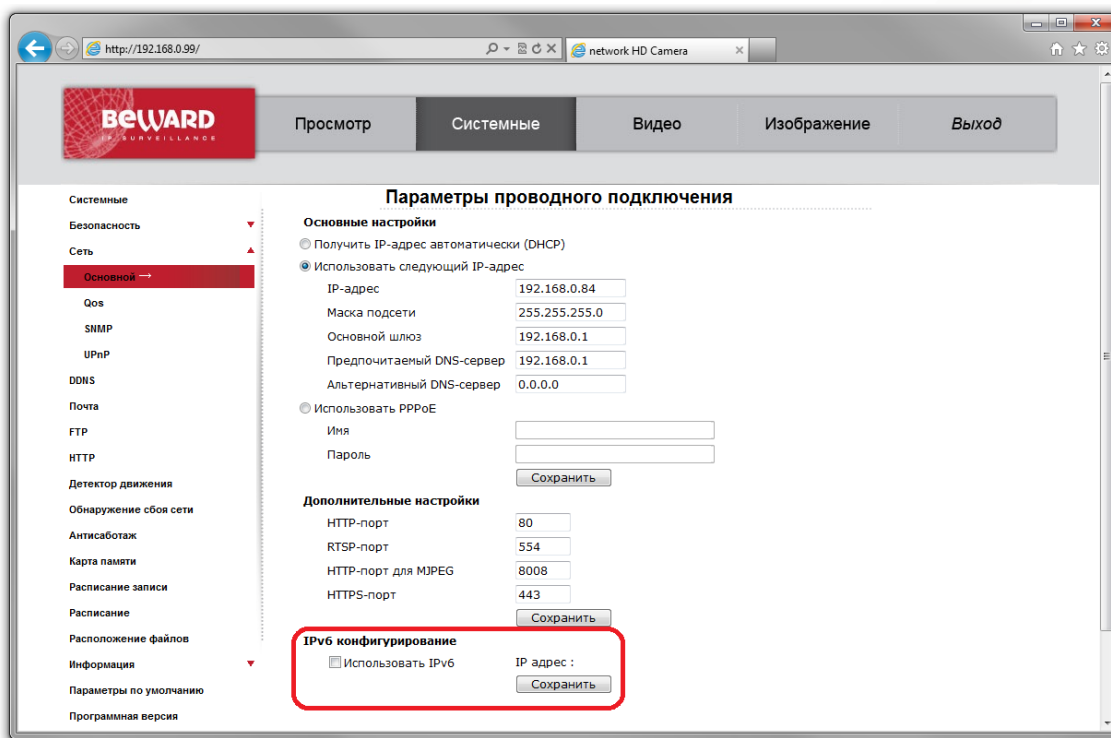 http://192.168.0.99/
network HD Camera
BEWARD
IP SURVEILLANCE
Просмотр
Системные
Видео
Изображение
Выход
Системные
Безопасность
Сеть
Основной
Qos
SNMP
UPnP
DDNS
Почта
FTP
HTTP
Детектор движения
Обнаружение сбоя сети
Антисаботаж
Карта памяти
Расписание записи
Расписание
Расположение файлов
Информация
Параметры по умолчанию
Программная версия
Параметры проводного подключения
Основные настройки
Получить IP-адрес автоматически (DHCP)
Использовать следующий IP-адрес
IP-адрес 192.168.0.84
Маска подсети 255.255.255.0
Основной шлюз 192.168.0.1
Предпочитаемый DNS-сервер 192.168.0.1
Альтернативный DNS-сервер 0.0.0.0
Использовать PPPoE
Имя
Пароль
Сохранить
Дополнительные настройки
HTTP-порт 80
RTSP-порт 554
HTTP-порт для MJPEG 8008
HTTPS-порт 443
Сохранить
IPv6 конфигурирование
Использовать IPv6 IP адрес :
Сохранить